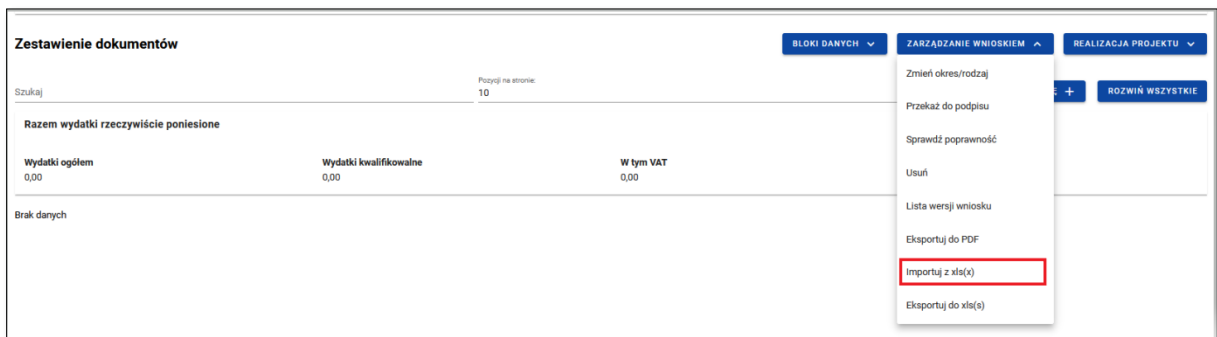 Zestawienie dokumentów
BLOKI DANYCH
ZARZĄDZANIE WNIOSKIEM
REALIZACJA PROJEKTU
Zmień okres/rodzaj
Przekaż do podpisu
Sprawdź poprawność
Usuń
Lista wersji wniosku
Eksportuj do PDF
Importuj z xls(x)
Eksportuj do xls(s)
Szukaj
Pozycji na stronie:
10
ROZWIŃ WSZYSTKIE
Razem wydatki rzeczywiście poniesione
Wydatki ogółem
0,00
Wydatki kwalifikowalne
0,00
W tym VAT
0,00
Brak danych